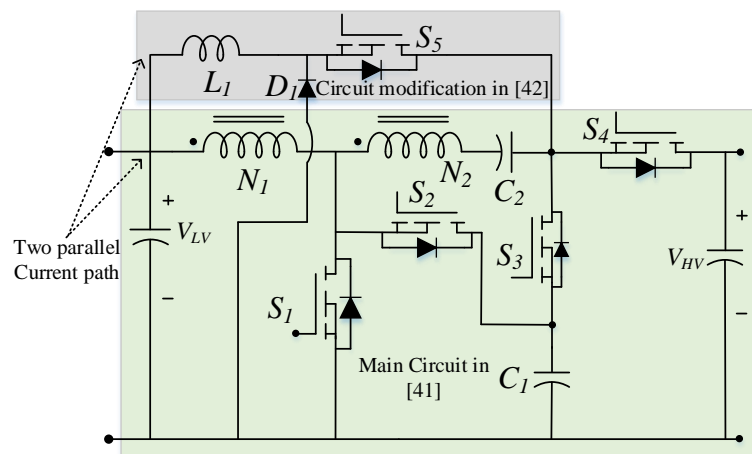 S5
L1
D1
Circuit modification in [42]
S4
N1
N2
C2
S2
+
VLV
−
Two parallel
Current path
S3
+
VHV
−
S1
Main Circuit in
[41]
C1